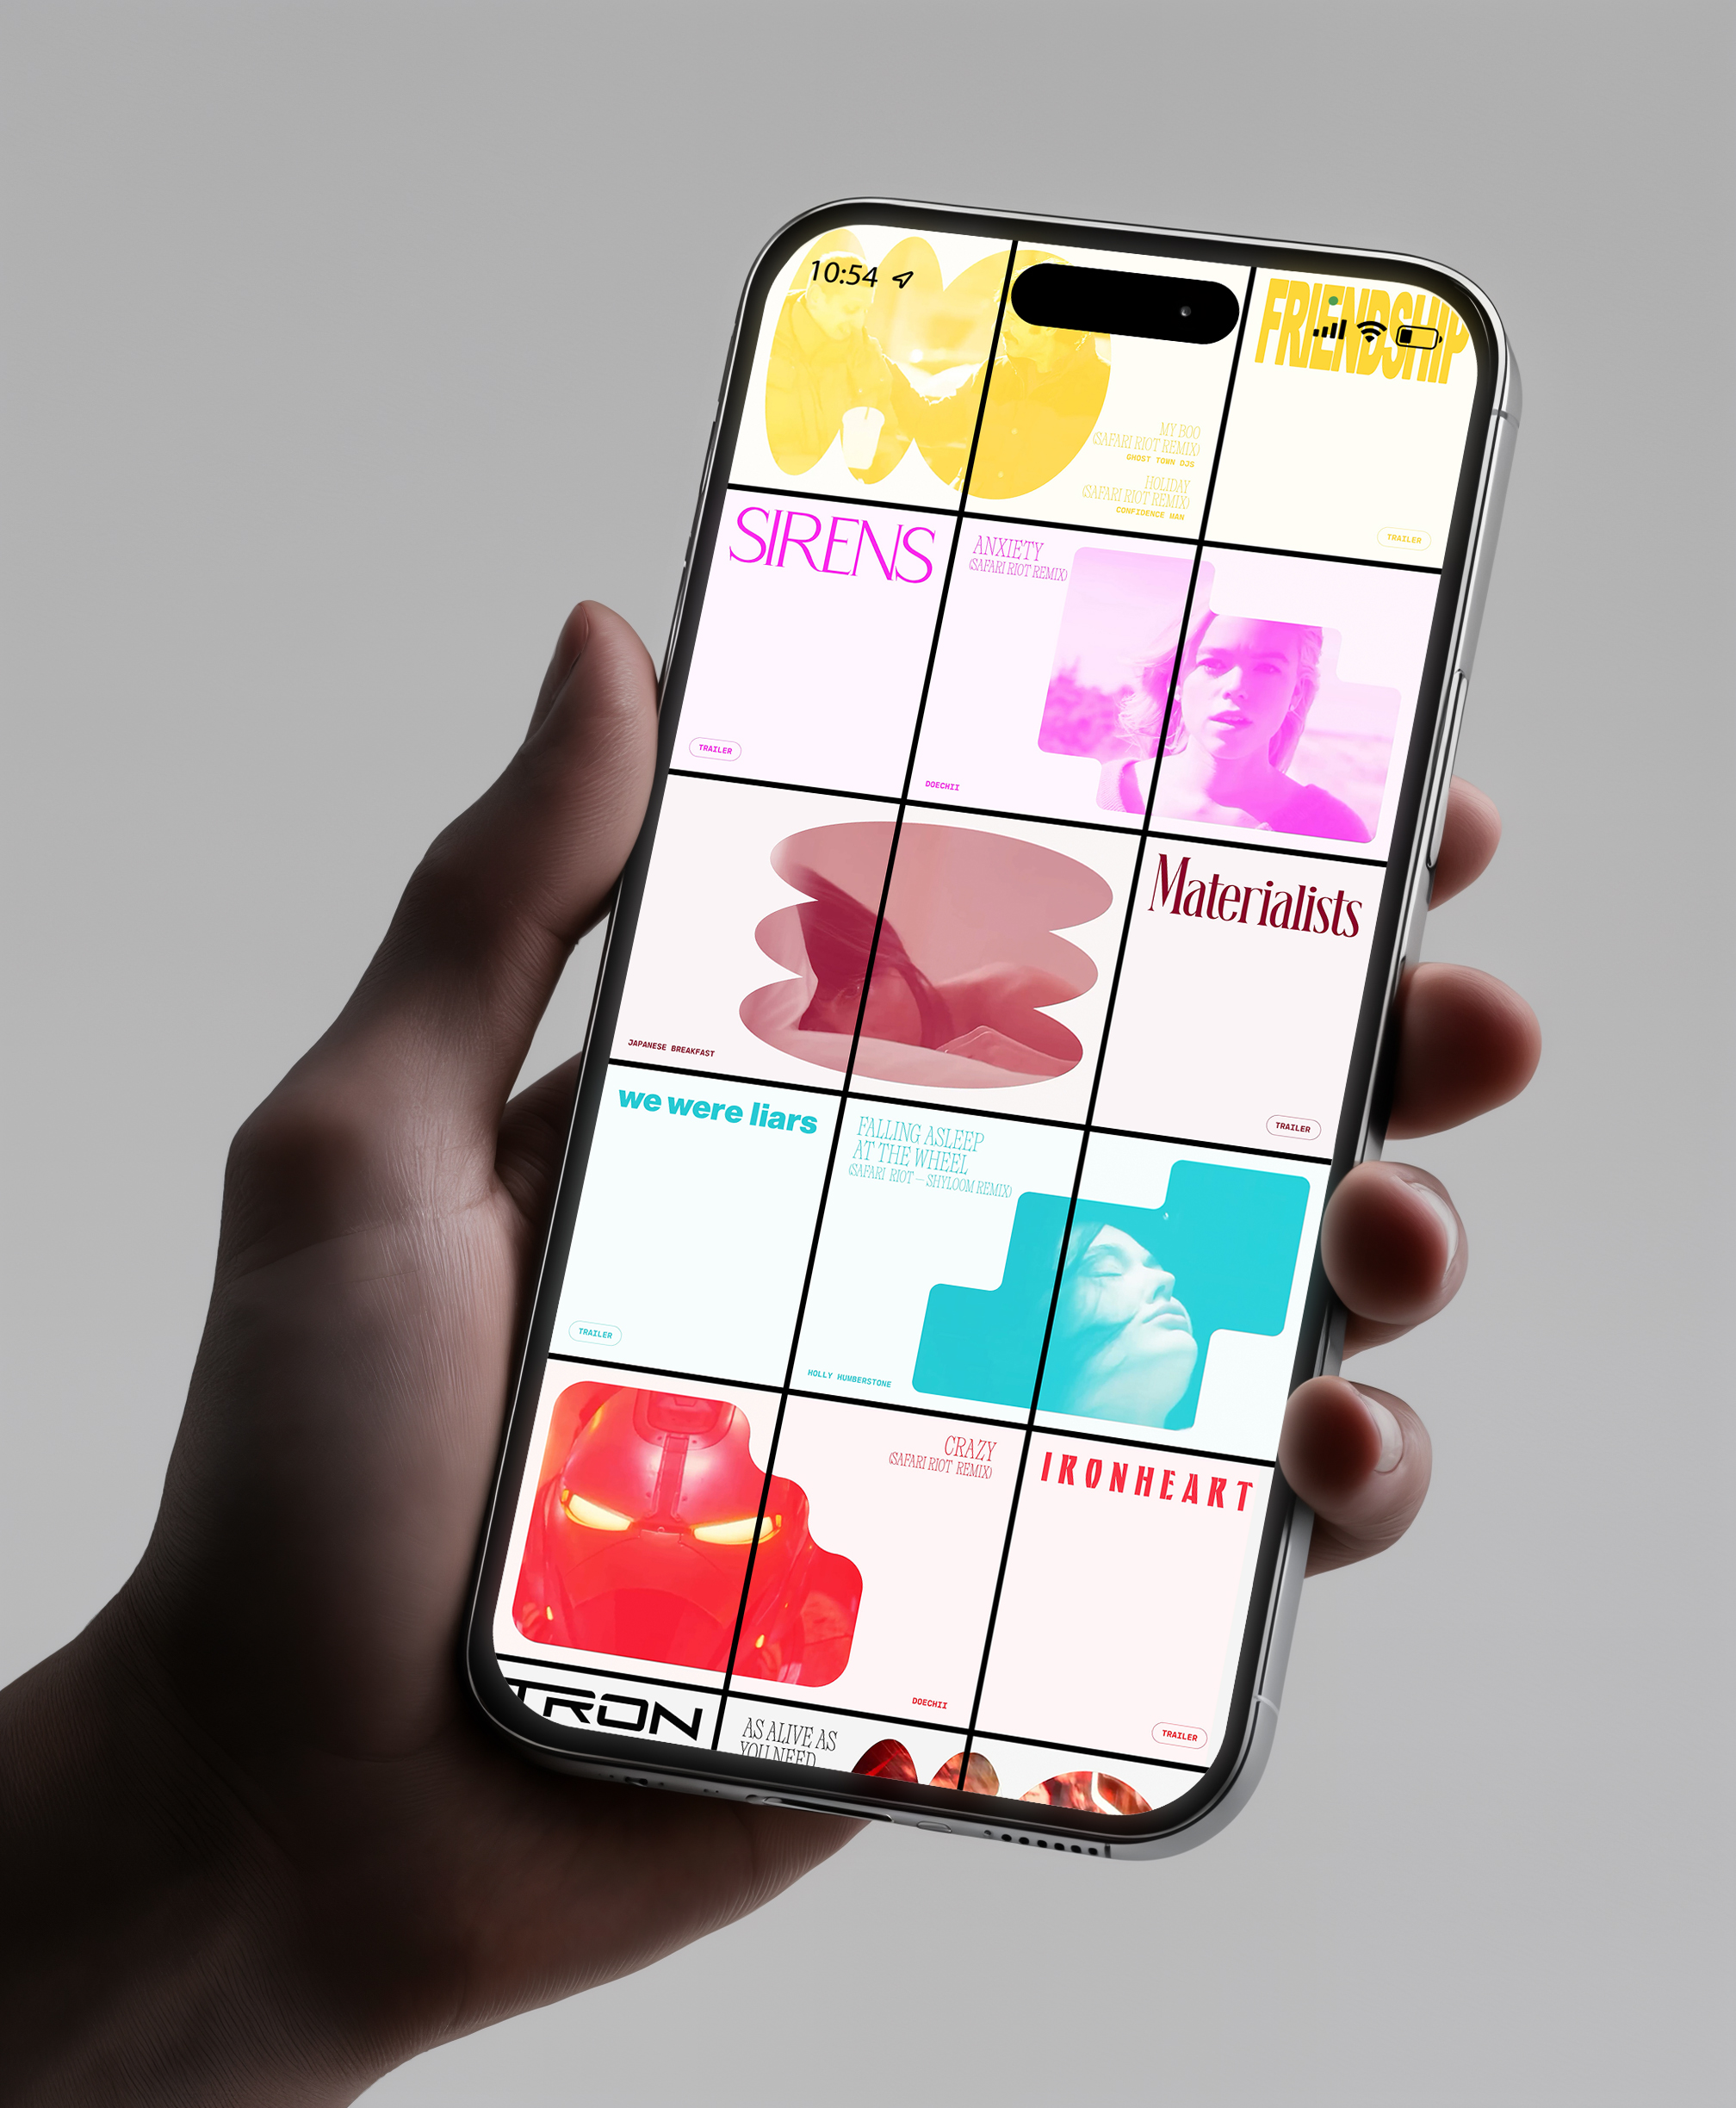 10:54
FRIENDSHIP
MY BOO
(SAFARI RIOT REMIX)
GHOST TOWN DJS
HOLIDAY
(SAFARI RIOT REMIX)
CONFIDENCE MAN
TRAILER
SIRENS
TRAILER
ANXIETY
(SAFARI RIOT REMIX)
DOECHII
JAPANESE BREAKFAST
Materialists
TRAILER
we were liars
TRAILER
FALLING ASLEEP
AT THE WHEEL
(SAFARI RIOT — SHYLOOM REMIX)
HOLLY HUMBERSTONE
CRAZY
(SAFARI RIOT REMIX)
DOECHII
IRONHEART
TRAILER
TRON
AS ALIVE AS
YOU NEED